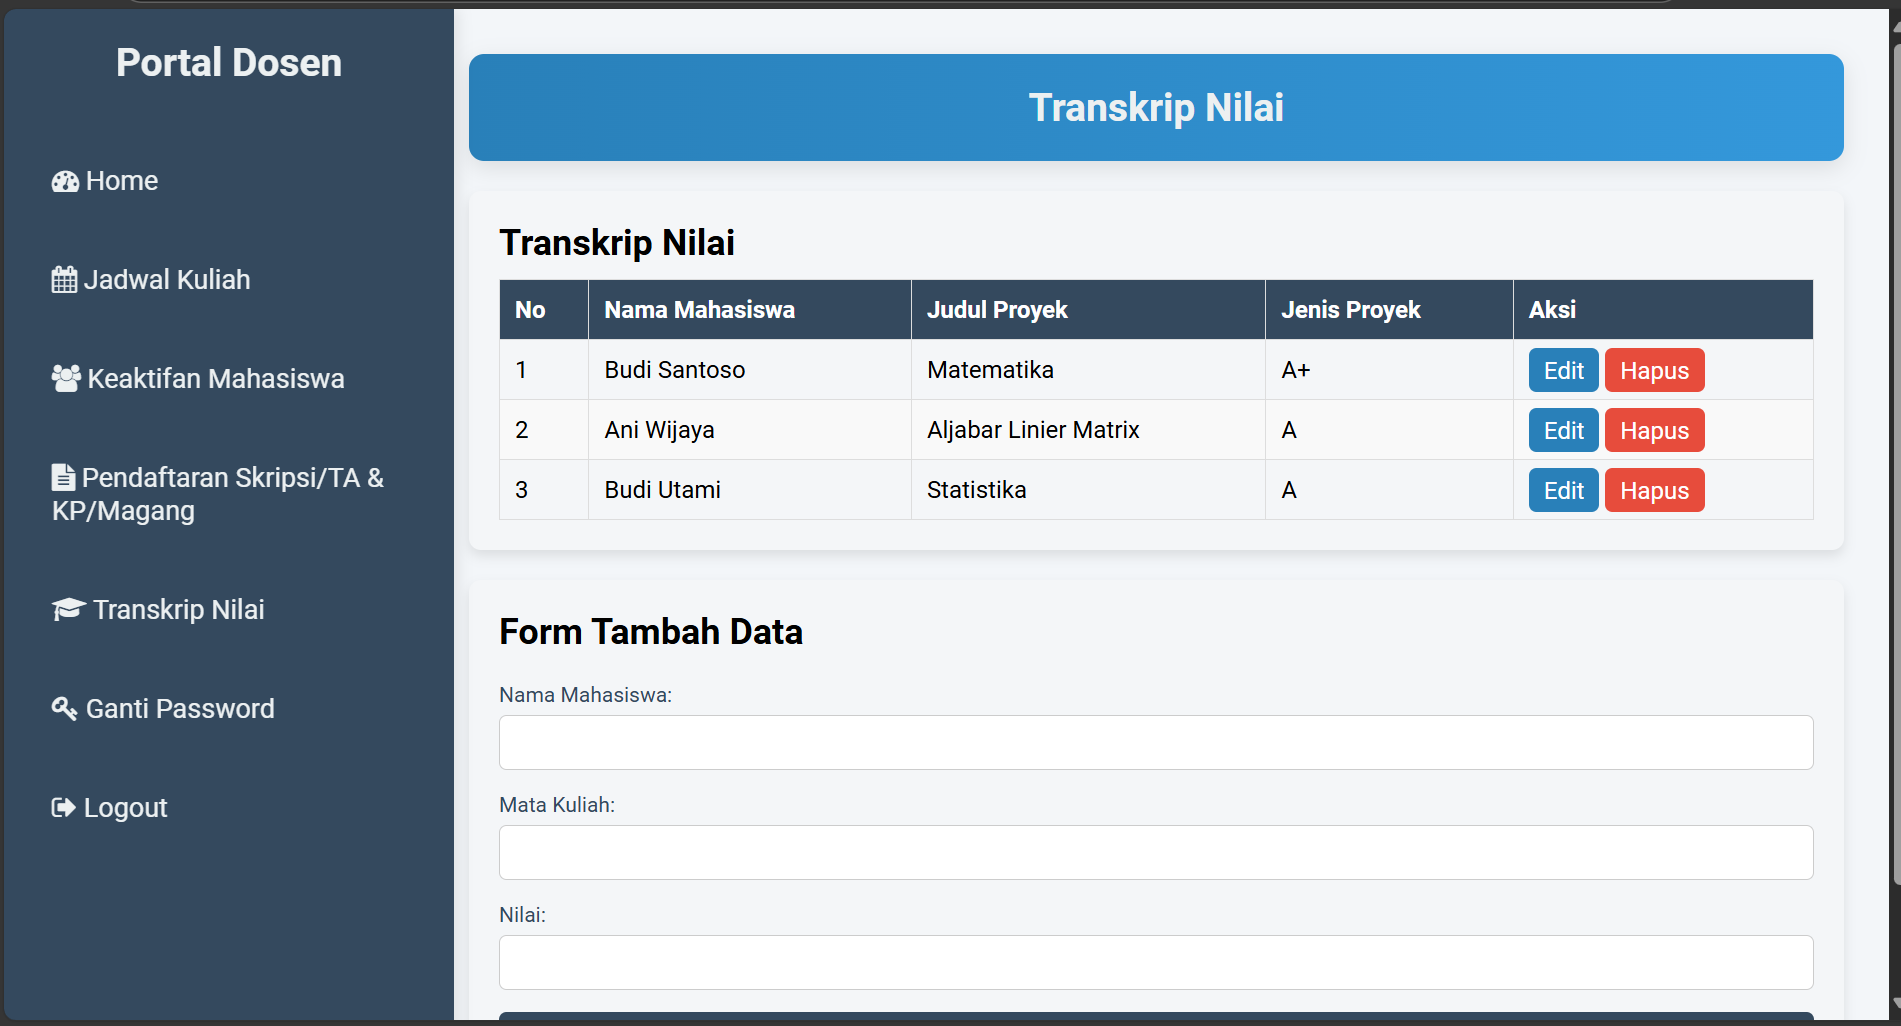 Portal Dosen
Home
Jadwal Kuliah
Keaktifan Mahasiswa
Pendaftaran Skripsi/TA &
KP/Magang
Transkrip Nilai
Ganti Password
Logout
Transkrip Nilai
Transkrip Nilai
No Nama Mahasiswa Judul Proyek Jenis Proyek Aksi
1 Budi Santoso Matematika A+ Edit Hapus
2 Ani Wijaya Aljabar Linier Matrix A Edit Hapus
3 Budi Utami Statistika A Edit Hapus
Form Tambah Data
Nama Mahasiswa:
Mata Kuliah:
Nilai: